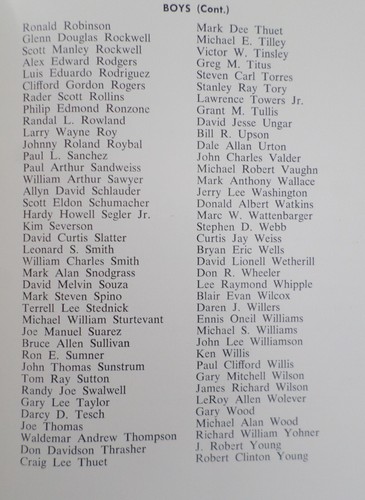 BOYS (Cont.)
Ronald Robinson
Glenn Douglas Rockwell
Scott Manley Rockwell
Alex Edward Rodgers
Luis Eduardo Rodriguez
Clifford Gordon Rogers
Rader Scott Rollins
Philip Edmond Ronzone
Randal L. Rowland
Larry Wayne Roy
Johnny Roland Roybal
Paul L. Sanchez
Paul Arthur Sandweiss
William Arthur Sawyer
Allyn David Schlauder
Scott Eldon Schumacher
Hardy Howell Segler Jr.
Kim Severson
David Curtis Slatter
Leonard S. Smith
William Charles Smith
Mark Alan Snodgrass
David Melvin Souza
Mark Steven Spino
Terrell Lee Stednick
Michael William Sturtevant
Joe Manuel Suarez
Bruce Allen Sullivan
Ron E. Sumner
John Thomas Sunstrum
Tom Ray Sutton
Randy Joe Swalwell
Gary Lee Taylor
Darcy D. Tesch
Joe Thomas
Waldemar Andrew Thompson
Don Davidson Thrasher
Craig Lee Thuet
Mark Dee Thuet
Michael E. Tilley
Victor W. Tinsley
Greg M. Titus
Steven Carl Torres
Stanley Ray Tory
Lawrence Towers Jr.
Grant M. Tullis
David Jesse Ungar
Bill R. Upson
Dale Allan Urton
John Charles Valder
Michael Robert Vaughn
Mark Anthony Wallace
Jerry Lee Washington
Donald Albert Watkins
Marc W. Wattenbarger
Stephen D. Webb
Curtis Jay Weiss
Bryan Eric Wells
David Lionell Wetherill
Don R. Wheeler
Lee Raymond Whipple
Blair Evan Wilcox
Daren J. Willers
Ennis Oneil Williams
Michael S. Williams
John Lee Williamson
Ken Willis
Paul Clifford Willis
Gary Mitchell Wilson
James Richard Wilson
LeRoy Allen Wolever
Gary Wood
Michael Alan Wood
Richard William Yohner
J. Robert Young
Robert Clinton Young